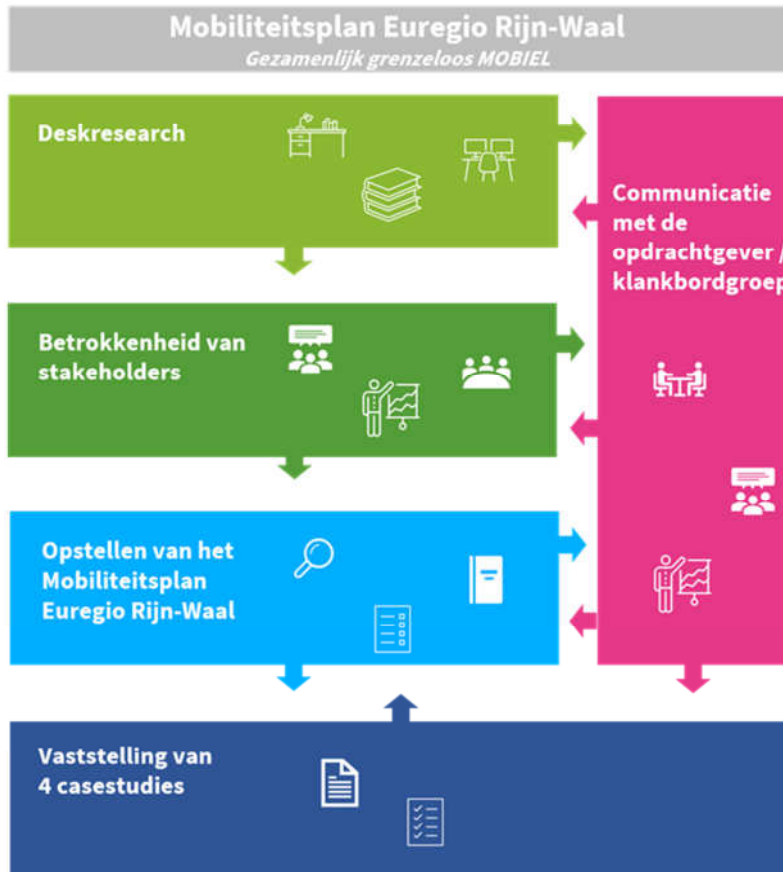 Mobiliteitsplan Euregio Rijn-Waal
Gezamenlijk grenzeloos MOBIEL
Deskresearch
Communicatie
met de
opdrachtgever /
klankbordgroep
Betrokkenheid van
stakeholders
Opstellen van het
Mobiliteitsplan
Euregio Rijn-Waal
Vaststelling van
4 casestudies